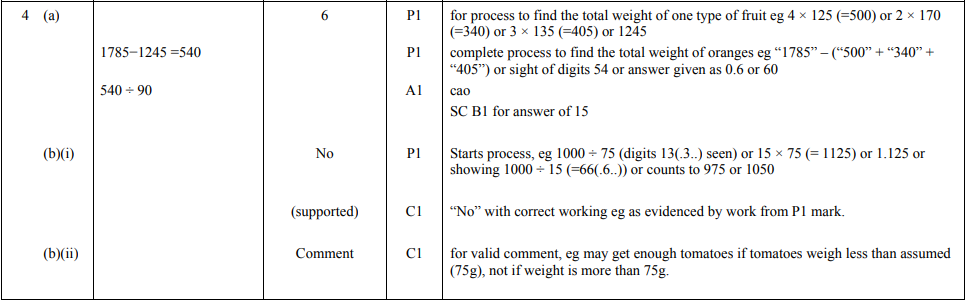 4 (a) 6 P1 for process to find the total weight of one type of fruit eg 4 × 125 (=500) or 2 × 170
(=340) or 3 × 135 (=405) or 1245
1785−1245 =540 P1 complete process to find the total weight of oranges eg “1785” – (“500” + “340” +
“405”) or sight of digits 54 or answer given as 0.6 or 60
540 ÷ 90 A1 cao
SC B1 for answer of 15
(b)(i) No P1 Starts process, eg 1000 ÷ 75 (digits 13(.3..) seen) or 15 × 75 (= 1125) or 1.125 or
showing 1000 ÷ 15 (=66(.6..)) or counts to 975 or 1050
(supported) C1 “No” with correct working eg as evidenced by work from P1 mark.
(b)(ii) Comment C1 for valid comment, eg may get enough tomatoes if tomatoes weigh less than assumed
(75g), not if weight is more than 75g.